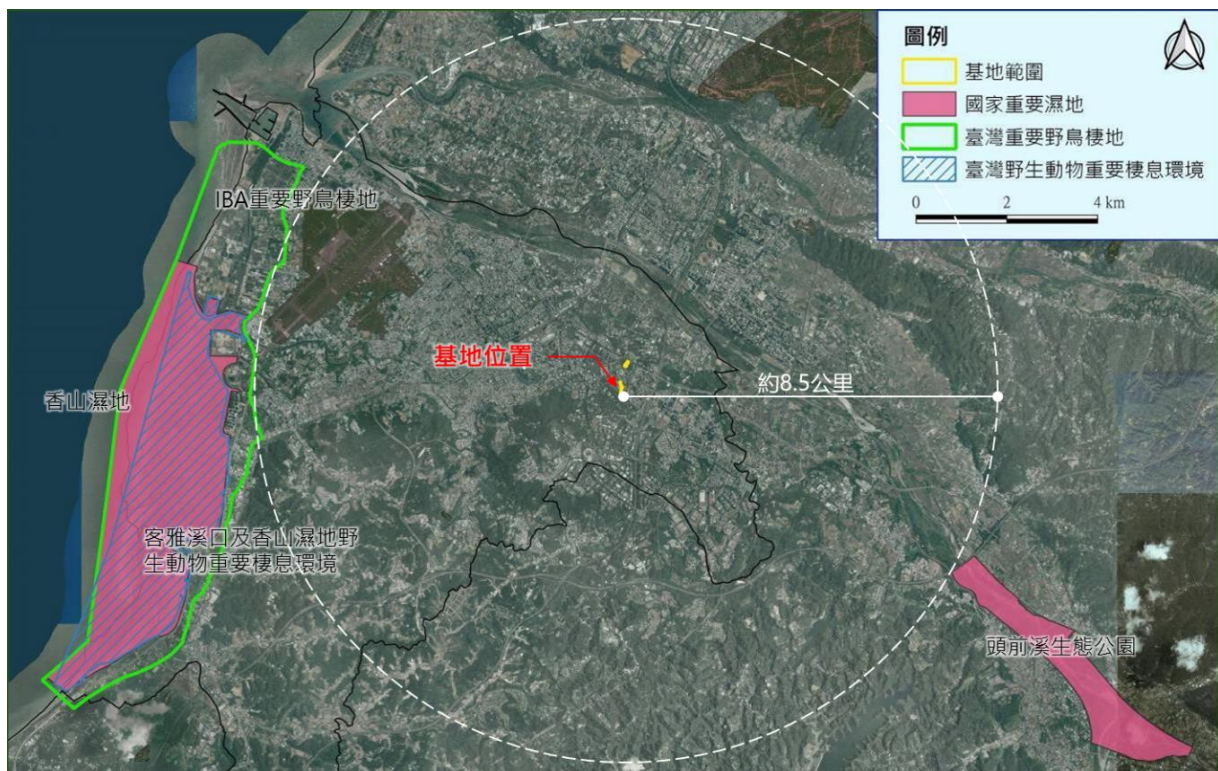 圖例
基地範圍
國家重要濕地
臺灣重要野鳥棲地
臺灣野生動物重要棲息環境
0 2 4 km
IBA重要野鳥棲地
基地位置
約8.5公里
香山濕地
客雅溪口及香山濕地野
生動物重要棲息環境
頭前溪生態公園